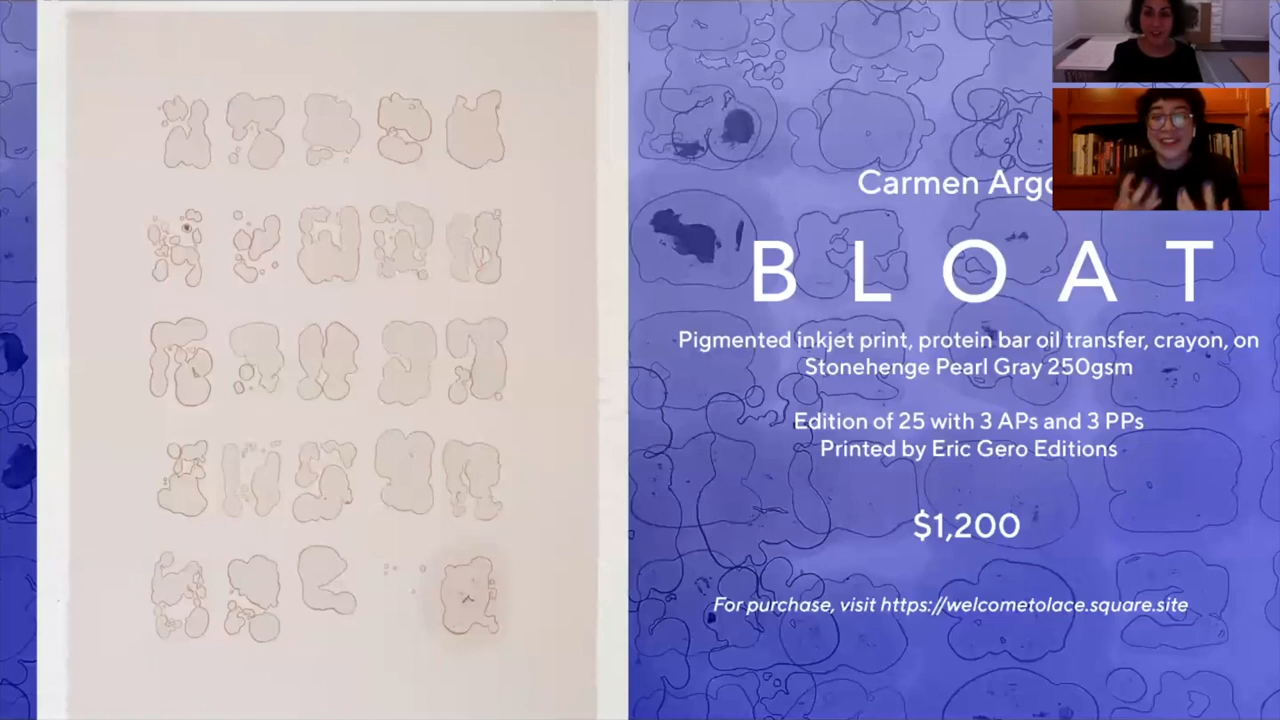 Carmen
B L O A T
Pigmented inkjet print, protein bar oil transfer, crayon, on
Stonehenge Pearl Gray 250gsm
Edition of 25 with 3 APs and 3 PPs
Printed by Eric Gero Editions
$1,200
For purchase, visit https://welcometolace.square.site